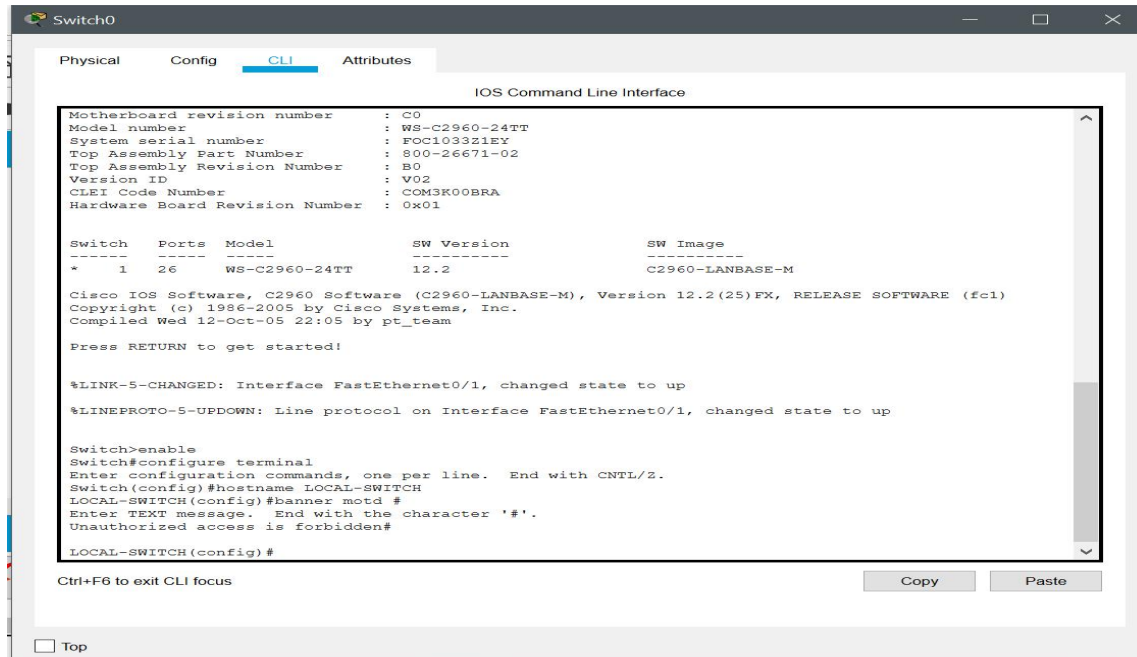 Switch0
Physical Config CLI Attributes
IOS Command Line Interface
Motherboard revision number : C0
Model number : WS-C2960-24TT
System serial number : FOC1033Z1EY
Top Assembly Part Number : 800-26671-02
Top Assembly Revision Number : B0
Version ID : V02
CLEI Code Number : COM3K00BRA
Hardware Board Revision Number : 0x01
Switch Ports Model SW Version SW Image
------ ----- ----- ---------- ----------
* 1 26 WS-C2960-24TT 12.2 C2960-LANBASE-M
Cisco IOS Software, C2960 Software (C2960-LANBASE-M), Version 12.2(25)FX, RELEASE SOFTWARE (fc1)
Copyright (c) 1986-2005 by Cisco Systems, Inc.
Compiled Wed 12-Oct-05 22:05 by pt_team
Press RETURN to get started!
%LINK-5-CHANGED: Interface FastEthernet0/1, changed state to up
%LINEPROTO-5-UPDOWN: Line protocol on Interface FastEthernet0/1, changed state to up
Switch>enable
Switch#configure terminal
Enter configuration commands, one per line. End with CNTL/Z.
Switch(config)#hostname LOCAL-SWITCH
LOCAL-SWITCH(config)#banner motd #
Enter TEXT message. End with the character '#'.
Unauthorized access is forbidden#
LOCAL-SWITCH(config)#
Ctrl+F6 to exit CLI focus Copy Paste
Top